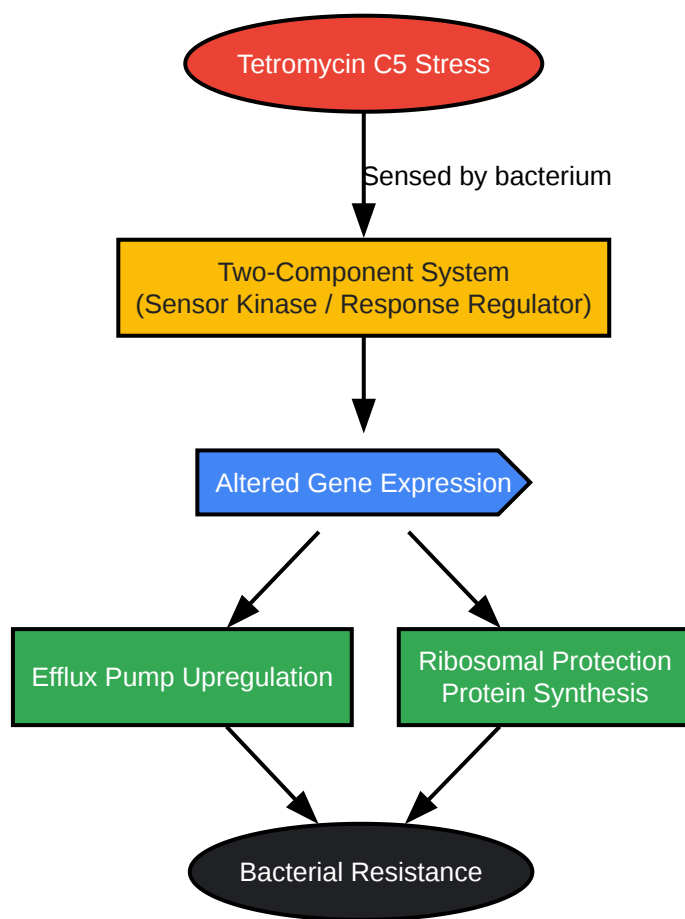 Tetromycin C5 Stress
Sensed by bacterium
Two-Component System
(Sensor Kinase / Response Regulator)
Altered Gene Expression
Efflux Pump Upregulation
Ribosomal Protection
Protein Synthesis
Bacterial Resistance